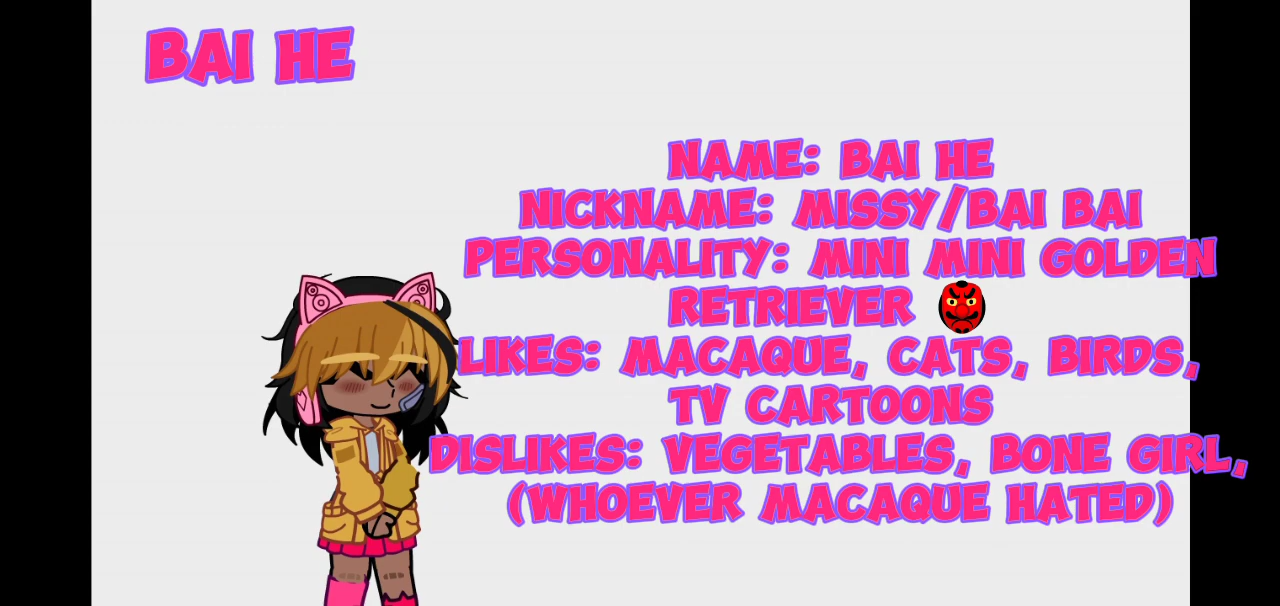 BAI HE
NAME: BAI HE
NICKNAME: MISSY/BAI BAI
PERSONALITY: MINI MINI GOLDEN
RETRIEVER 👺
LIKES: MACAQUE, CATS, BIRDS,
TV CARTOONS
DISLIKES: VEGETABLES, BONE GIRL,
(WHOEVER MACAQUE HATED)